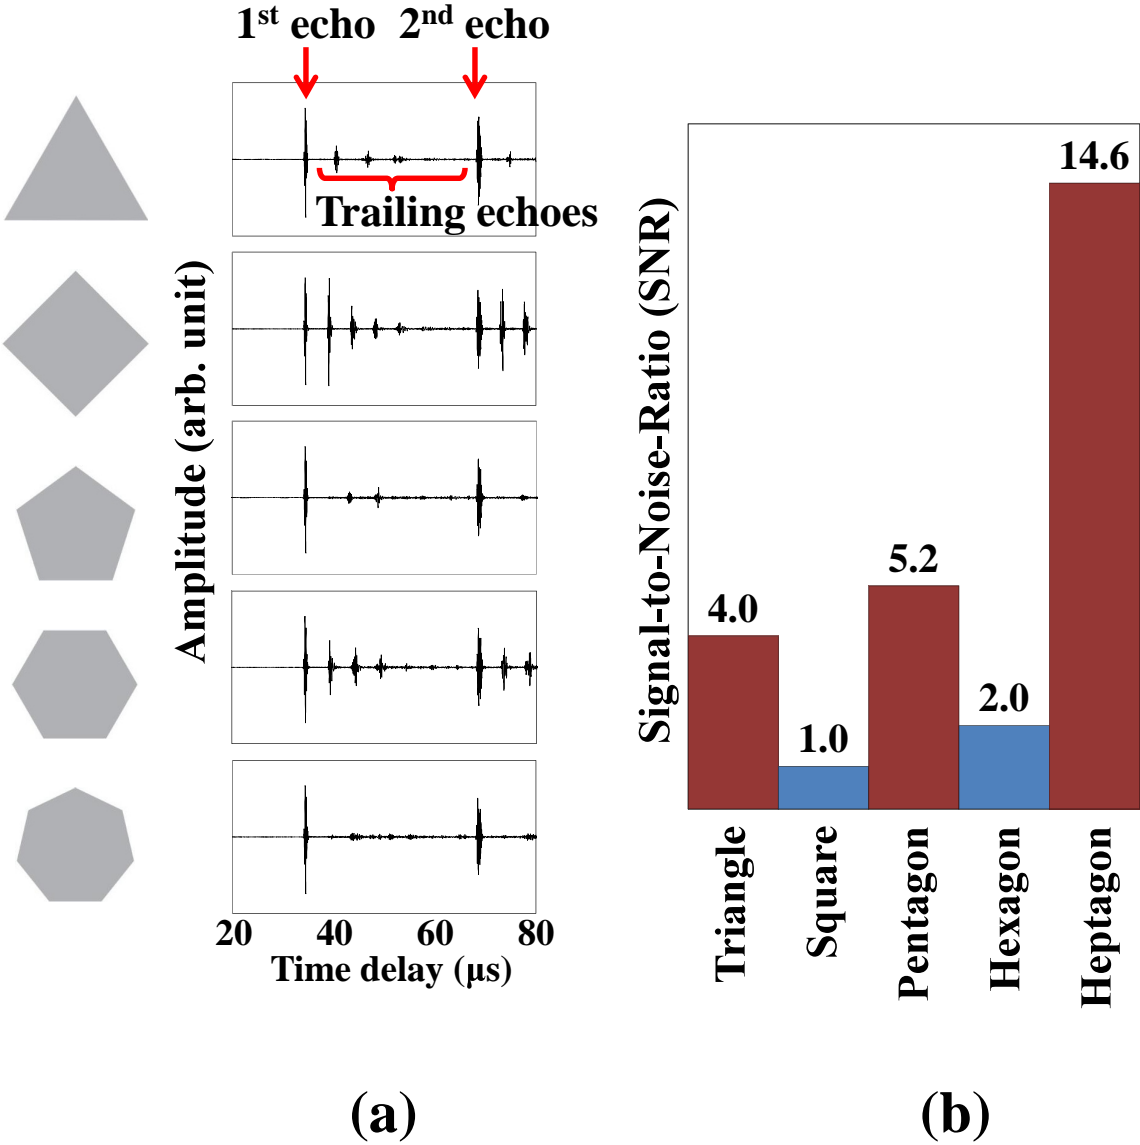 1st echo 2nd echo
Trailing echoes
Amplitude (arb. unit)
20 40 60 80
Time delay (μs)
(a)
Signal-to-Noise-Ratio (SNR)
4.0
1.0
5.2
2.0
14.6
Triangle
Square
Pentagon
Hexagon
Heptagon
(b)